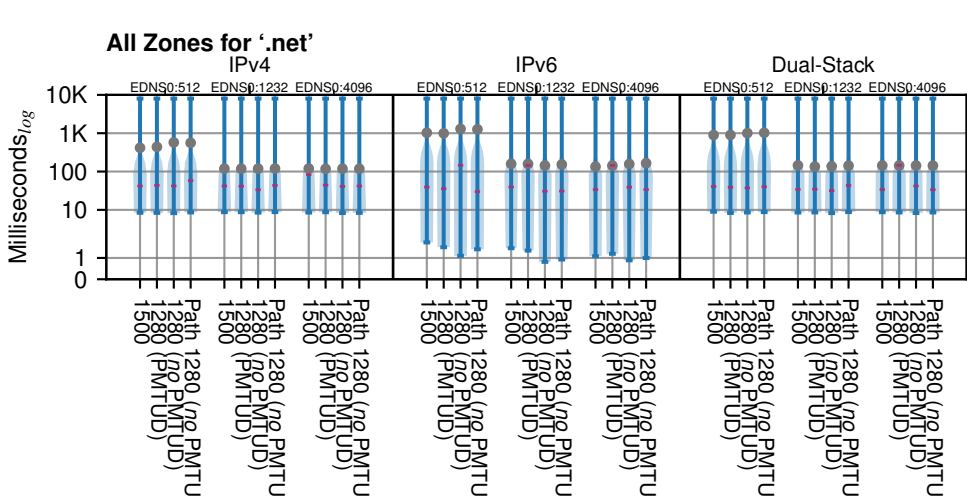 All Zones for ‘.net’
IPv4 IPv6 Dual-Stack
EDNS0:512 EDNS0:1232 EDNS0:4096 EDNS0:512 EDNS0:1232 EDNS0:4096 EDNS0:512 EDNS0:1232 EDNS0:4096
Milliseconds log
10K
1K
100
10
1
0
1500
1280 (PMTUD)
1280 (no PMTUD)
Path 1280 (no PMTU
1500
1280 (PMTUD)
1280 (no PMTUD)
Path 1280 (no PMTU
1500
1280 (PMTUD)
1280 (no PMTUD)
Path 1280 (no PMTU
1500
1280 (PMTUD)
1280 (no PMTUD)
Path 1280 (no PMTU
1500
1280 (PMTUD)
1280 (no PMTUD)
Path 1280 (no PMTU
1500
1280 (PMTUD)
1280 (no PMTUD)
Path 1280 (no PMTU
1500
1280 (PMTUD)
1280 (no PMTUD)
Path 1280 (no PMTU
1500
1280 (PMTUD)
1280 (no PMTUD)
Path 1280 (no PMTU
1500
1280 (PMTUD)
1280 (no PMTUD)
Path 1280 (no PMTU